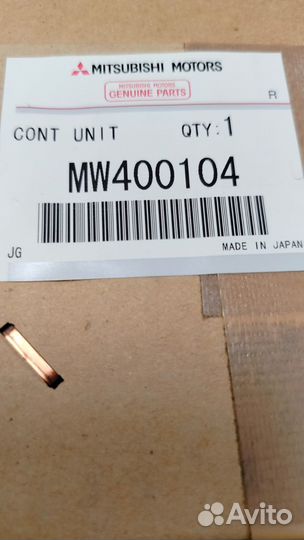 MITSUBISHI MOTORS
MITSUBISHI MOTORS
GENUINE PARTS
R
CONT UNIT QTY:1
MW400104
JG MADE IN JAPAN
Avito